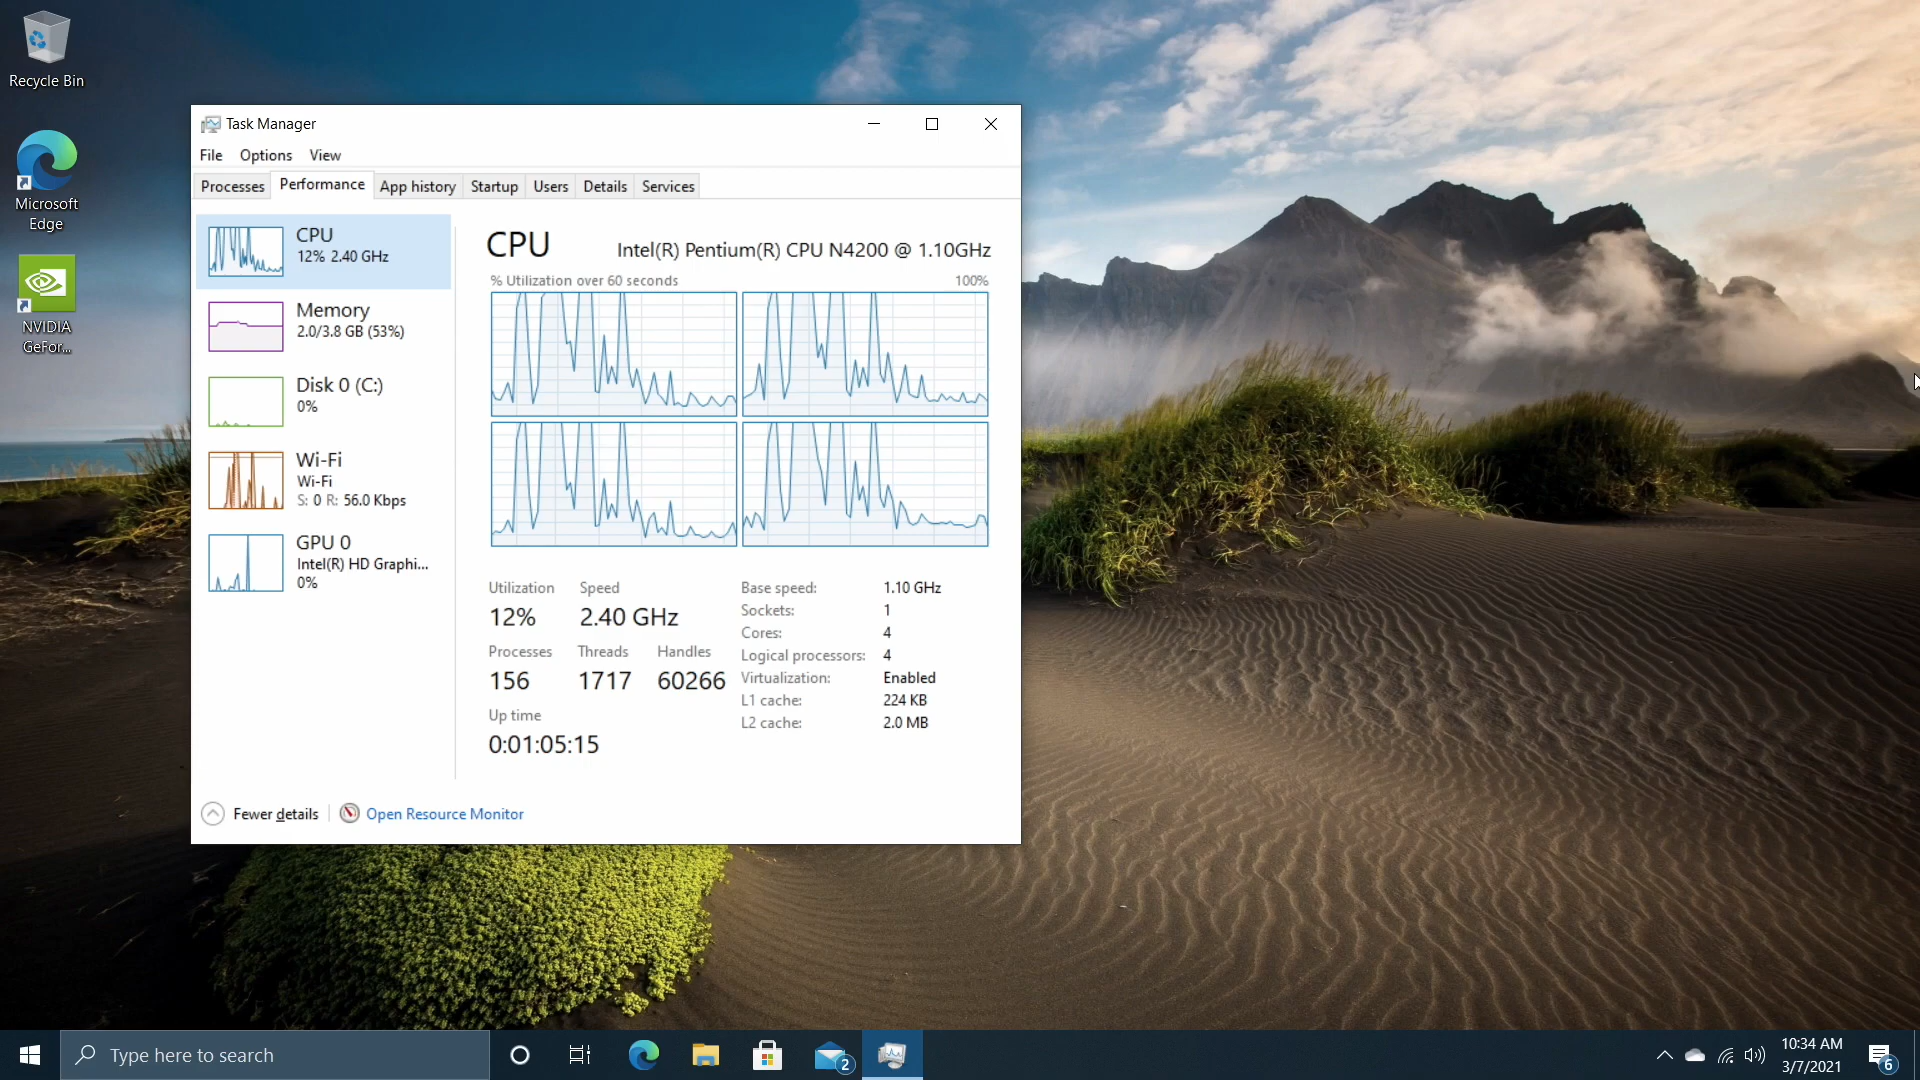 Recycle Bin
Microsoft
Edge
NVIDIA
GeFor...
Task Manager
File Options View
Processes Performance App history Startup Users Details Services
CPU
12% 2.40 GHz
Memory
2.0/3.8 GB (53%)
Disk 0 (C:)
0%
Wi-Fi
Wi-Fi
S: 0 R: 56.0 Kbps
GPU 0
Intel(R) HD Graphi...
0%
CPU Intel(R) Pentium(R) CPU N4200 @ 1.10GHz
% Utilization over 60 seconds 100%
Utilization Speed
12% 2.40 GHz
Processes Threads Handles
156 1717 60266
Up time
0:01:05:15
Base speed: 1.10 GHz
Sockets: 1
Cores: 4
Logical processors: 4
Virtualization: Enabled
L1 cache: 224 KB
L2 cache: 2.0 MB
Fewer details Open Resource Monitor
Type here to search
2
10:34 AM
3/7/2021
6